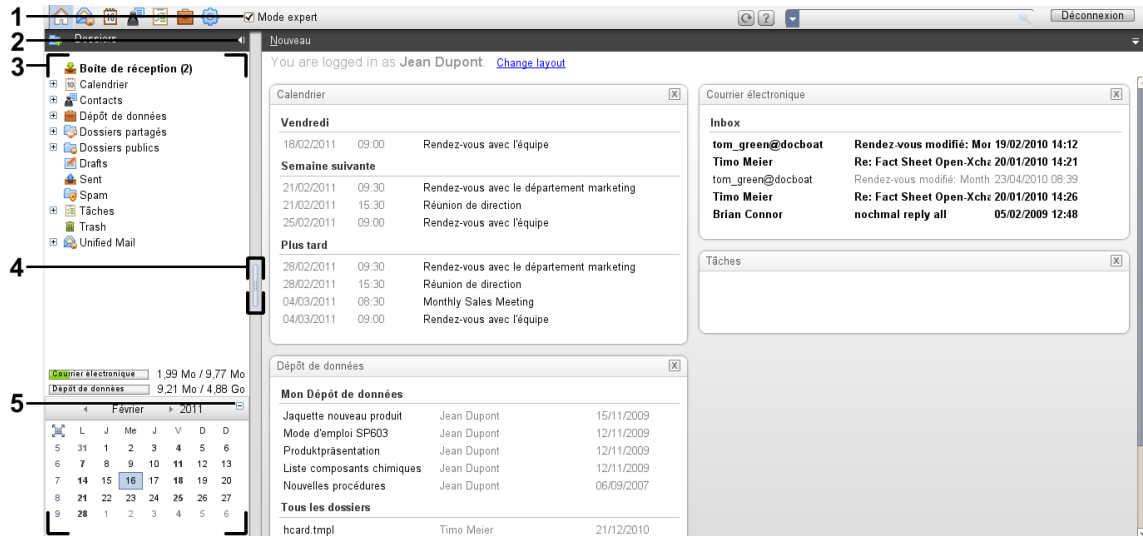 1
Mode expert
?
Déconnexion
2
Dossiers
Nouveau
3
You are logged in as Jean Dupont Change layout
Boîte de réception (2)
Calendrier
Contacts
Dépôt de données
Dossiers partagés
Dossiers publics
Drafts
Sent
Spam
Tâches
Trash
Unified Mail
4
Courrier électronique 1,99 Mo / 9,77 Mo
Dépôt de données 9,21 Mo / 4,88 Go
5
Février 2011
L J Me J V D D
5 31 1 2 3 4 5 6
6 7 8 9 10 11 12 13
7 14 15 16 17 18 19 20
8 21 22 23 24 25 26 27
9 28 1 2 3 4 5 6
Calendrier X
Vendredi
18/02/2011 09:00 Rendez-vous avec l'équipe
Semaine suivante
21/02/2011 09:30 Rendez-vous avec le département marketing
21/02/2011 15:30 Réunion de direction
25/02/2011 09:00 Rendez-vous avec l'équipe
Plus tard
28/02/2011 09:30 Rendez-vous avec le département marketing
28/02/2011 15:30 Réunion de direction
04/03/2011 08:30 Monthly Sales Meeting
04/03/2011 09:00 Rendez-vous avec l'équipe
Dépôt de données X
Mon Dépôt de données
Jaquette nouveau produit Jean Dupont 15/11/2009
Mode d'emploi SP603 Jean Dupont 12/11/2009
Produktpräsentation Jean Dupont 12/11/2009
Liste composants chimiques Jean Dupont 12/11/2009
Nouvelles procédures Jean Dupont 06/09/2007
Tous les dossiers
hcard.tmpl Timo Meier 21/12/2010
Courrier électronique X
Inbox
tom_green@docboat Rendez-vous modifié: Mor 19/02/2010 14:12
Timo Meier Re: Fact Sheet Open-Xcha 20/01/2010 14:21
tom_green@docboat Rendez-vous modifié: Month 23/04/2010 08:39
Timo Meier Re: Fact Sheet Open-Xcha 20/01/2010 14:26
Brian Connor nochmal reply all 05/02/2009 12:48
Tâches X